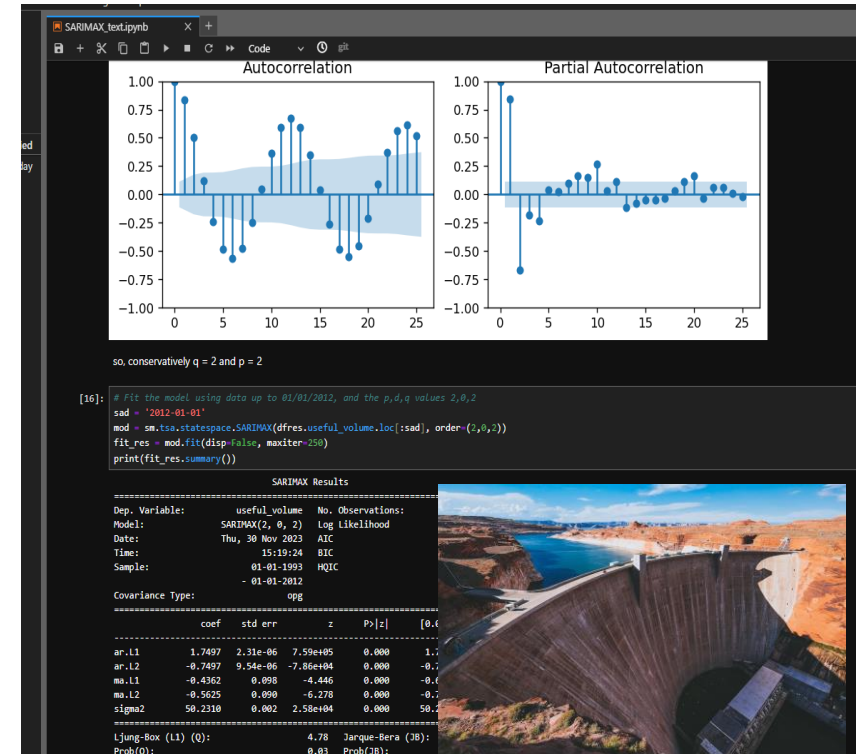 SARIMAX_text.ipynb
Code
git
Autocorrelation
1.00
0.75
0.50
0.25
0.00
−0.25
−0.50
−0.75
−1.00
0 5 10 15 20 25
Partial Autocorrelation
1.00
0.75
0.50
0.25
0.00
−0.25
−0.50
−0.75
−1.00
0 5 10 15 20 25
so, conservatively q = 2 and p = 2
[16]:
# Fit the model using data up to 01/01/2012, and the p,d,q values 2,0,2
sad = '2012-01-01'
mod = sm.tsa.statespace.SARIMAX(dfres.useful_volume.loc[:sad], order=(2,0,2))
fit_res = mod.fit(disp=False, maxiter=250)
print(fit_res.summary())
SARIMAX Results
Dep. Variable: useful_volume No. Observations:
Model: SARIMAX(2, 0, 2) Log Likelihood
Date: Thu, 30 Nov 2023 AIC
Time: 15:19:24 BIC
Sample: 01-01-1993 HQIC
- 01-01-2012
Covariance Type: opg
coef std err z P>|z|
ar.L1 1.7497 2.31e-06 7.59e+05 0.000
ar.L2 -0.7497 9.54e-06 -7.86e+04 0.000
ma.L1 -0.4362 0.098 -4.446 0.000
ma.L2 -0.5625 0.090 -6.278 0.000
sigma2 50.2310 0.002 2.58e+04 0.000
Ljung-Box (L1) (Q): 4.78 Jarque-Bera (JB):
Prob(Q): 0.03 Prob(JB):